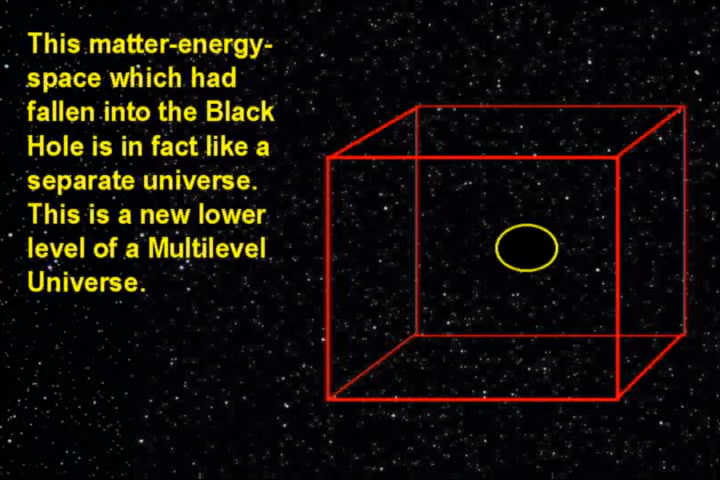 This matter-energy-
space which had
fallen into the Black
Hole is in fact like a
separate universe.
This is a new lower
level of a Multilevel
Universe.